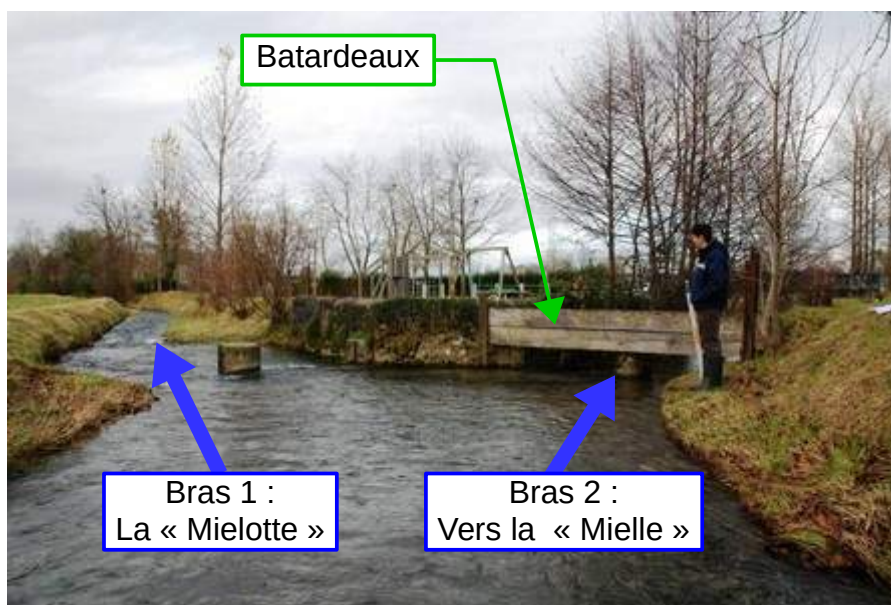 Batardeaux
Bras 1 :
La « Mielotte »
Bras 2 :
Vers la « Mielle »